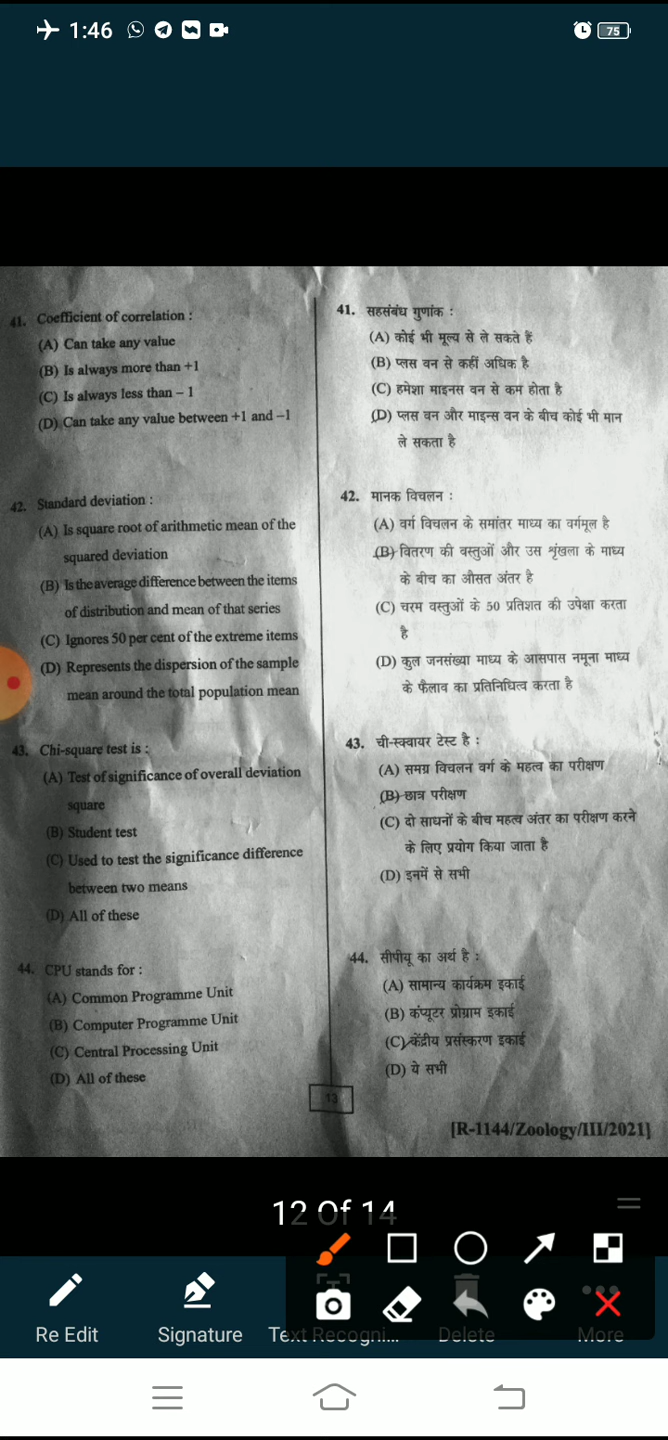 1:46
75
41. Coefficient of correlation :
(A) Can take any value
(B) Is always more than +1
(C) Is always less than – 1
(D) Can take any value between +1 and –1
42. Standard deviation :
(A) Is square root of arithmetic mean of the
squared deviation
(B) Is the average difference between the items
of distribution and mean of that series
(C) Ignores 50 per cent of the extreme items
(D) Represents the dispersion of the sample
mean around the total population mean
43. Chi-square test is :
(A) Test of significance of overall deviation
square
(B) Student test
(C) Used to test the significance difference
between two means
(D) All of these
44. CPU stands for :
(A) Common Programme Unit
(B) Computer Programme Unit
(C) Central Processing Unit
(D) All of these
41. सहसंबंध गुणांक :
(A) कोई भी मूल्य से ले सकते हैं
(B) प्लस वन से कहीं अधिक है
(C) हमेशा माइनस वन से कम होता है
(D) प्लस वन और माइन्स वन के बीच कोई भी मान
ले सकता है
42. मानक विचलन :
(A) वर्ग विचलन के समांतर माध्य का वर्गमूल है
(B) वितरण की वस्तुओं और उस शृंखला के माध्य
के बीच का औसत अंतर है
(C) चरम वस्तुओं के 50 प्रतिशत की उपेक्षा करता
है
(D) कुल जनसंख्या माध्य के आसपास नमूना माध्य
के फैलाव का प्रतिनिधित्व करता है
43. ची-स्क्वायर टेस्ट है :
(A) समग्र विचलन वर्ग के महत्व का परीक्षण
(B) छात्र परीक्षण
(C) दो साधनों के बीच महत्व अंतर का परीक्षण करने
के लिए प्रयोग किया जाता है
(D) इनमें से सभी
44. सीपीयू का अर्थ है :
(A) सामान्य कार्यक्रम इकाई
(B) कंप्यूटर प्रोग्राम इकाई
(C) केंद्रीय प्रसंस्करण इकाई
(D) ये सभी
13
[R-1144/Zoology/III/2021]
12 Of 14
Re Edit
Signature
Text Recogni...
Delete
More